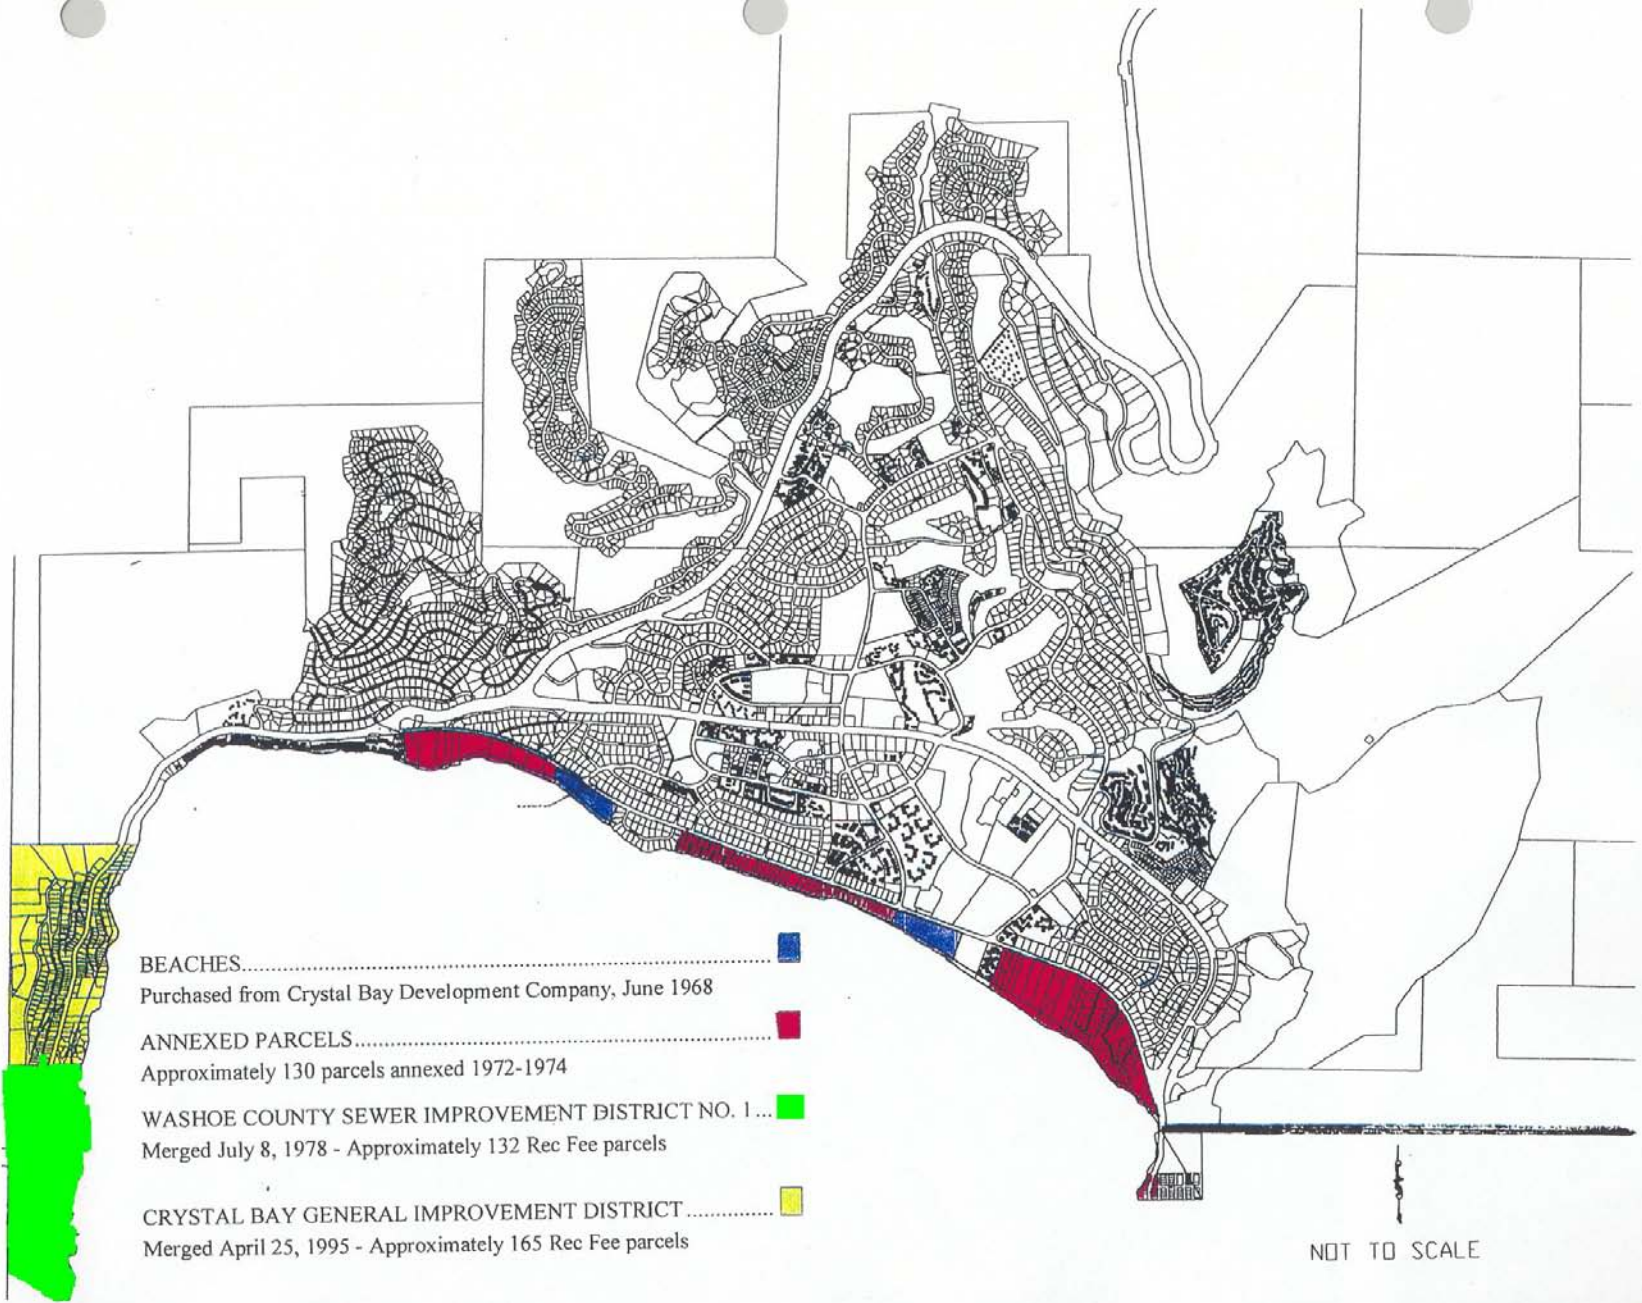 BEACHES
Purchased from Crystal Bay Development Company, June 1968
ANNEXED PARCELS
Approximately 130 parcels annexed 1972-1974
WASHOE COUNTY SEWER IMPROVEMENT DISTRICT NO. 1
Merged July 8, 1978 - Approximately 132 Rec Fee parcels
CRYSTAL BAY GENERAL IMPROVEMENT DISTRICT
Merged April 25, 1995 - Approximately 165 Rec Fee parcels
NOT TO SCALE